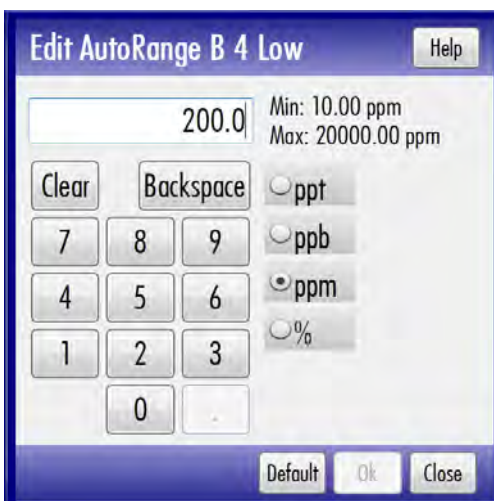 Edit AutoRange B 4 Low
Help
200.0
Min: 10.00 ppm
Max: 20000.00 ppm
Clear
Backspace
ppt
7
8
9
ppb
4
5
6
ppm
1
2
3
%
0
.
Default
Ok
Close